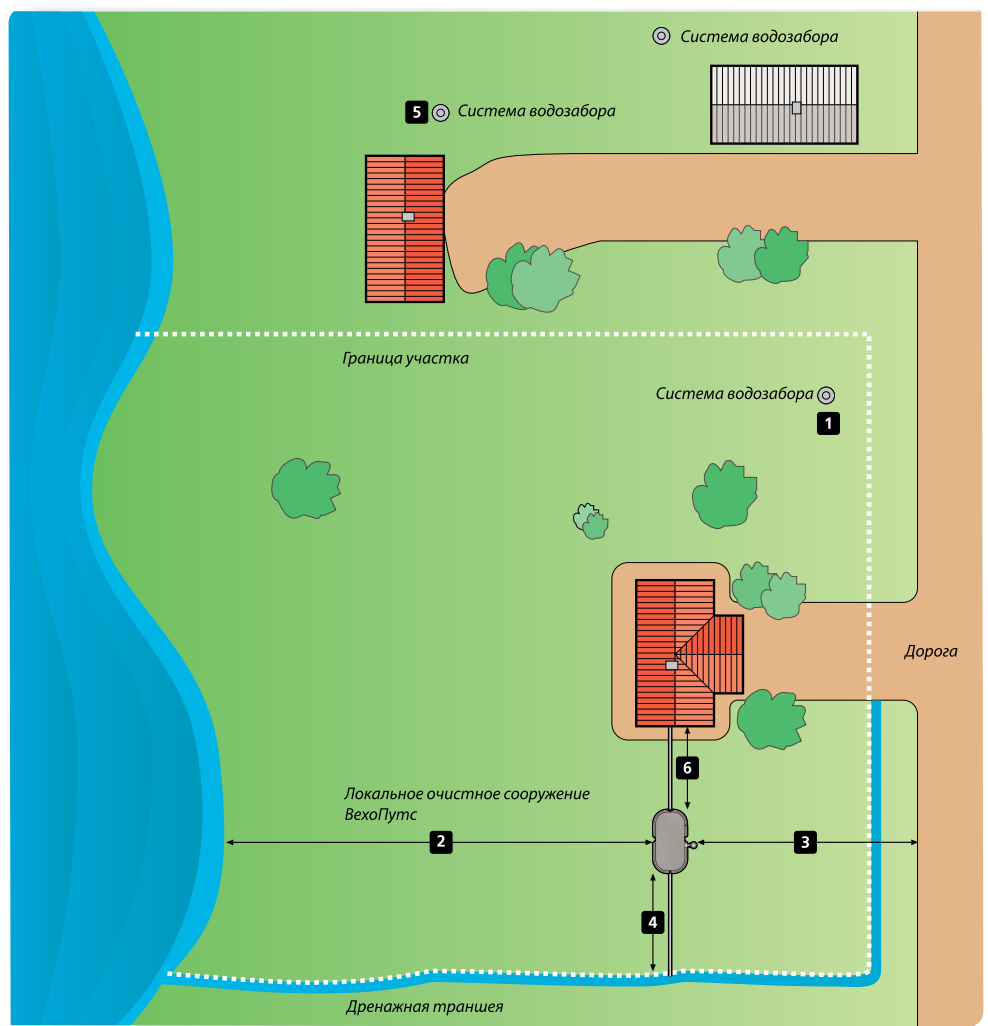 Система водозабора
5 Система водозабора
Граница участка
Система водозабора
1
Дорога
6
Локальное очистное сооружение
ВехоПутс
2
3
4
Дренажная траншея